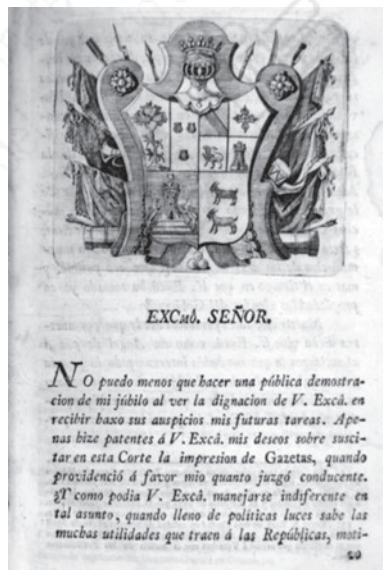 EXCmô. SEÑOR.
NO puedo menos que hacer una pública demostra-
cion de mi júbilo al ver la dignacion de V. Excâ. en
recibir baxo sus auspicios mis futuras tareas. Ape-
nas hize patentes á V. Excâ. mis deseos sobre susci-
tar en esta Corte la impresion de Gazetas, quando
providenció á favor mio quanto juzgó conducente.
¿Y como podia V. Excâ. manejarse indiferente en
tal asunto, quando lleno de políticas luces sabe las
muchas utilidades que traen á las Repúblicas, moti-